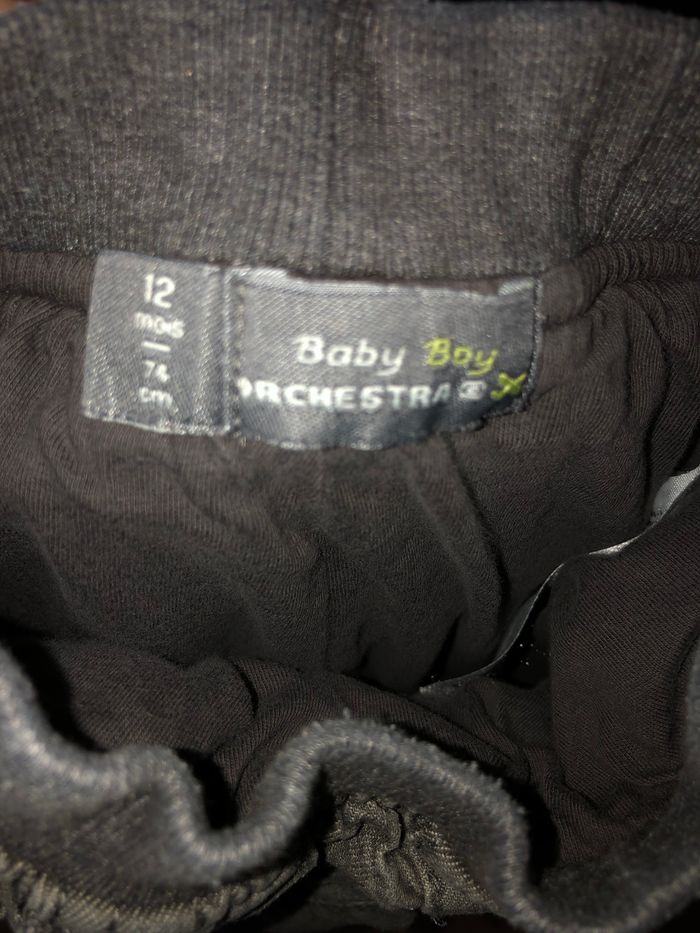 12
mois
74
cm
Baby Boy
ORCHESTRA ®